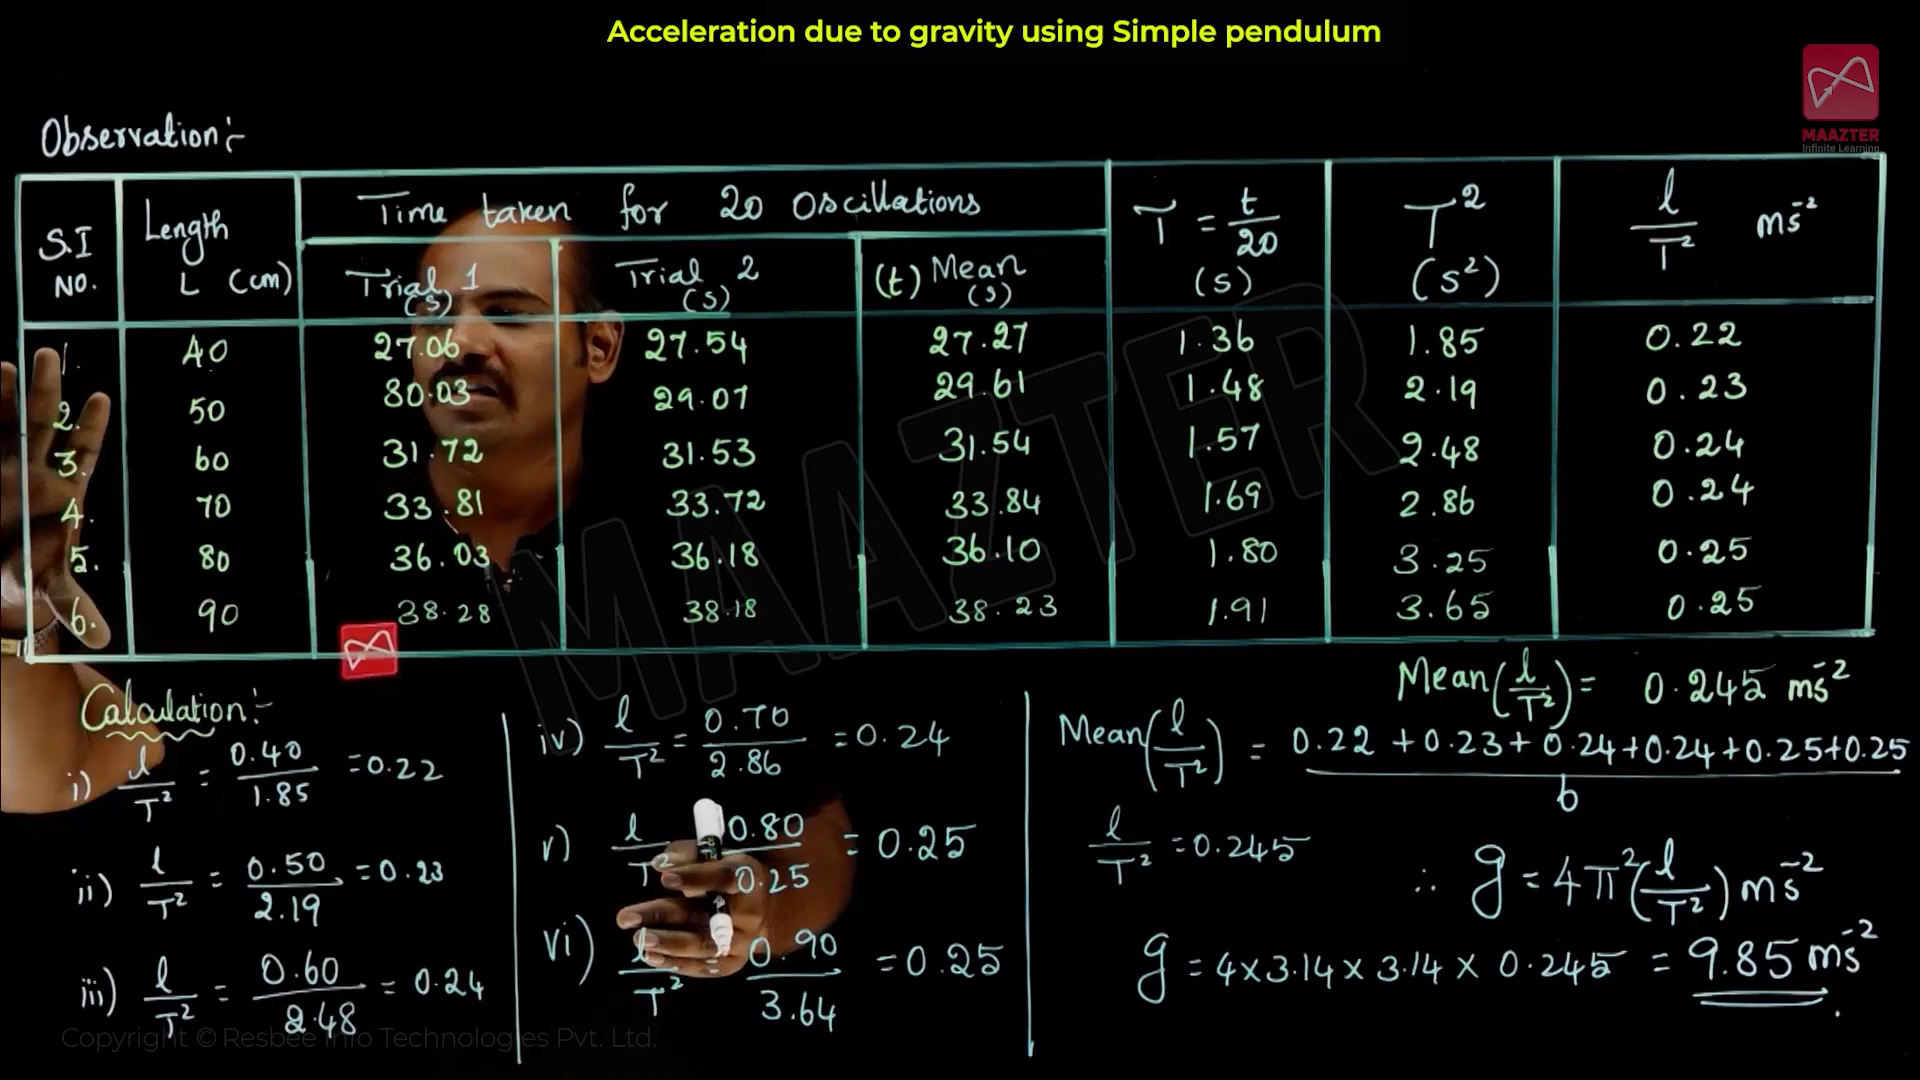 Acceleration due to gravity using Simple pendulum
MAAZTER
Infinite Learning
Observation:-
S.I NO. | Length L (cm) | Time taken for 20 Oscillations | T = t/20 (s) | T² (s²) | l/T² ms⁻²
Trial 1 (s) | Trial 2 (s) | (t) Mean (s)
1. 40 27.06 27.54 27.27 1.36 1.85 0.22
2. 50 80.03 29.07 29.61 1.48 2.19 0.23
3. 60 31.72 31.53 31.54 1.57 2.48 0.24
4. 70 33.81 33.72 33.84 1.69 2.86 0.24
5. 80 36.03 36.18 36.10 1.80 3.25 0.25
6. 90 38.28 38.18 38.23 1.91 3.65 0.25
MAAZTER
Mean (l/T²) = 0.245 ms⁻²
Calculation:-
i) l/T² = 0.40/1.85 = 0.22
ii) l/T² = 0.50/2.19 = 0.23
iii) l/T² = 0.60/2.48 = 0.24
iv) l/T² = 0.70/2.86 = 0.24
v) l/T² = 0.80/0.25 = 0.25
vi) l/T² = 0.90/3.64 = 0.25
Mean (l/T²) = 0.22 + 0.23 + 0.24 + 0.24 + 0.25 + 0.25 / 6
l/T² = 0.245
∴ g = 4π² (l/T²) ms⁻²
g = 4 x 3.14 x 3.14 x 0.245 = 9.85 ms⁻²
Copyright © Resbee Info Technologies Pvt. Ltd.